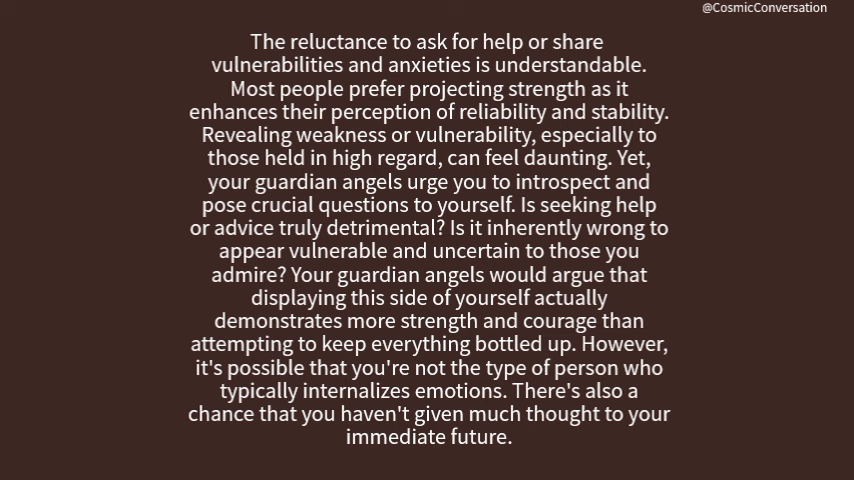 @CosmicConversation
The reluctance to ask for help or share
vulnerabilities and anxieties is understandable.
Most people prefer projecting strength as it
enhances their perception of reliability and stability.
Revealing weakness or vulnerability, especially to
those held in high regard, can feel daunting. Yet,
your guardian angels urge you to introspect and
pose crucial questions to yourself. Is seeking help
or advice truly detrimental? Is it inherently wrong to
appear vulnerable and uncertain to those you
admire? Your guardian angels would argue that
displaying this side of yourself actually
demonstrates more strength and courage than
attempting to keep everything bottled up. However,
it's possible that you're not the type of person who
typically internalizes emotions. There's also a
chance that you haven't given much thought to your
immediate future.